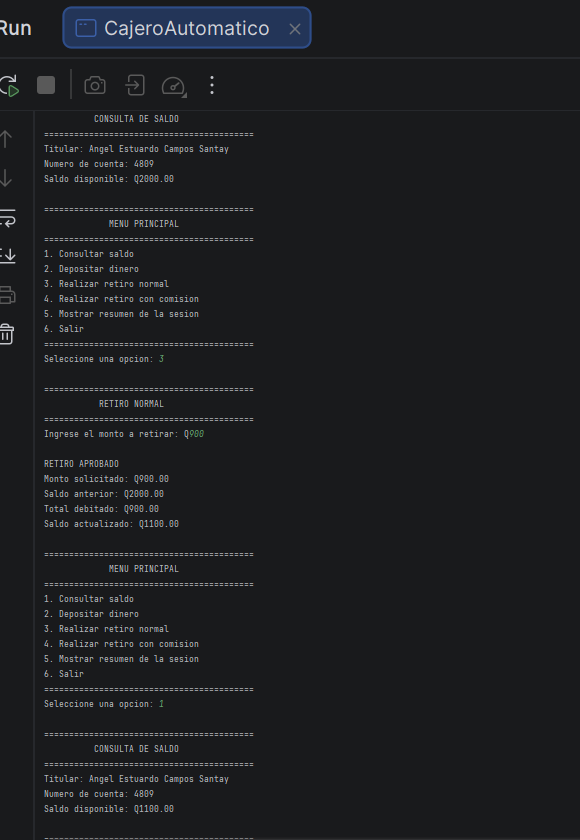 Run CajeroAutomatico
CONSULTA DE SALDO
==========================================
Titular: Angel Estuardo Campos Santay
Numero de cuenta: 4809
Saldo disponible: Q2000.00
==========================================
MENU PRINCIPAL
==========================================
1. Consultar saldo
2. Depositar dinero
3. Realizar retiro normal
4. Realizar retiro con comision
5. Mostrar resumen de la sesion
6. Salir
==========================================
Seleccione una opcion: 3
==========================================
RETIRO NORMAL
==========================================
Ingrese el monto a retirar: Q900
RETIRO APROBADO
Monto solicitado: Q900.00
Saldo anterior: Q2000.00
Total debitado: Q900.00
Saldo actualizado: Q1100.00
==========================================
MENU PRINCIPAL
==========================================
1. Consultar saldo
2. Depositar dinero
3. Realizar retiro normal
4. Realizar retiro con comision
5. Mostrar resumen de la sesion
6. Salir
==========================================
Seleccione una opcion: 1
==========================================
CONSULTA DE SALDO
==========================================
Titular: Angel Estuardo Campos Santay
Numero de cuenta: 4809
Saldo disponible: Q1100.00
==========================================